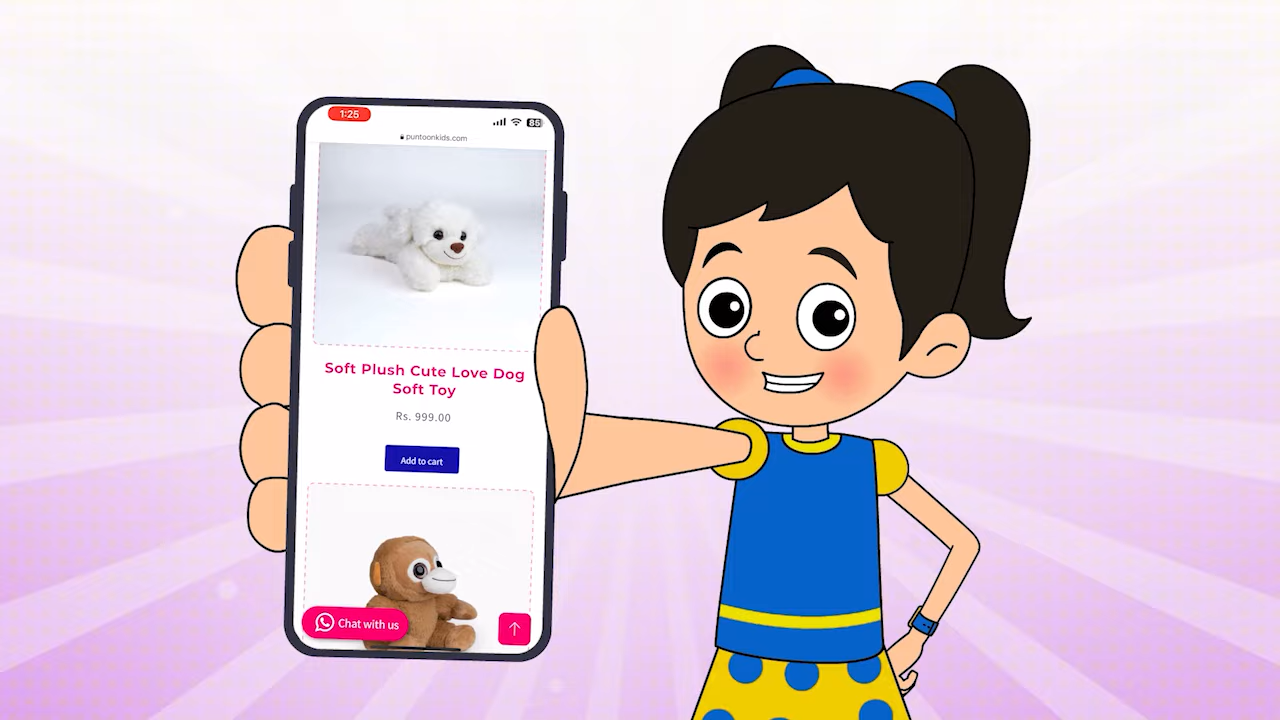 1:25
85
puntoonkids.com
Soft Plush Cute Love Dog
Soft Toy
Rs. 999.00
Add to cart
Chat with us